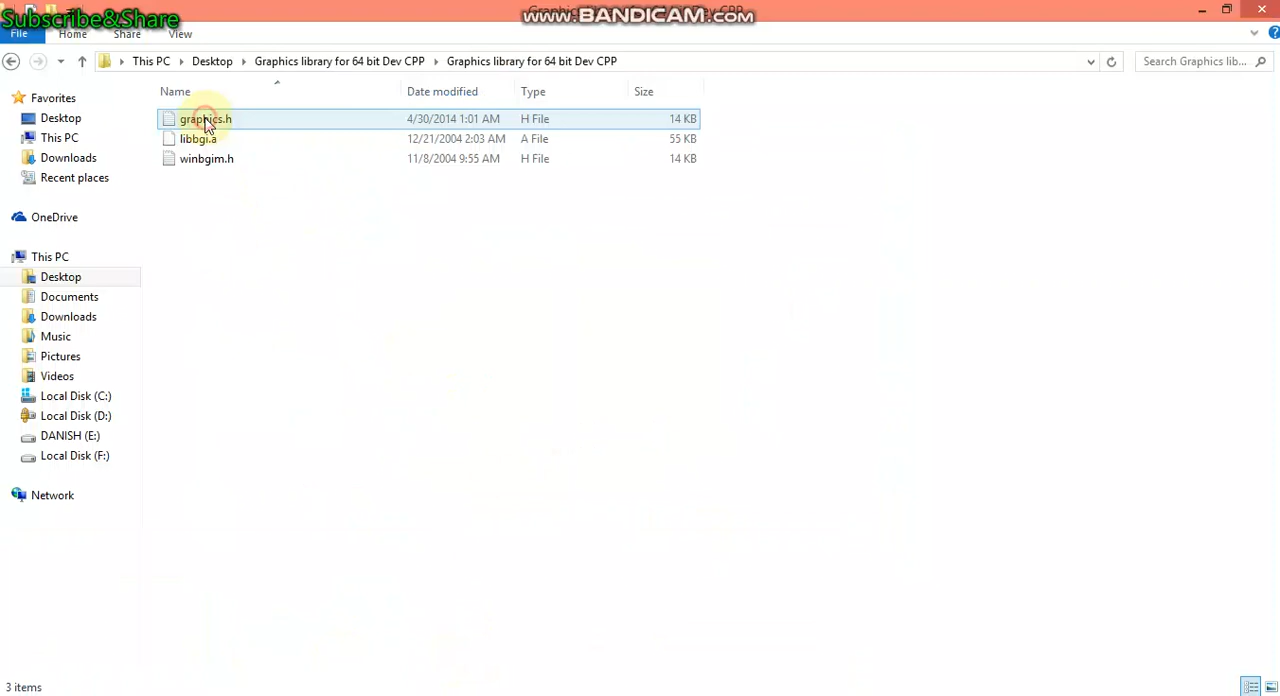 Subscribe&Share
www.BANDICAM.com
File Home Share View
This PC Desktop Graphics library for 64 bit Dev CPP Graphics library for 64 bit Dev CPP Search Graphics lib...
Name Date modified Type Size
graphics.h 4/30/2014 1:01 AM H File 14 KB
libbgi.a 12/21/2004 2:03 AM A File 55 KB
winbgim.h 11/8/2004 9:55 AM H File 14 KB
Favorites
Desktop
This PC
Downloads
Recent places
OneDrive
This PC
Desktop
Documents
Downloads
Music
Pictures
Videos
Local Disk (C:)
Local Disk (D:)
DANISH (E:)
Local Disk (F:)
Network
3 items